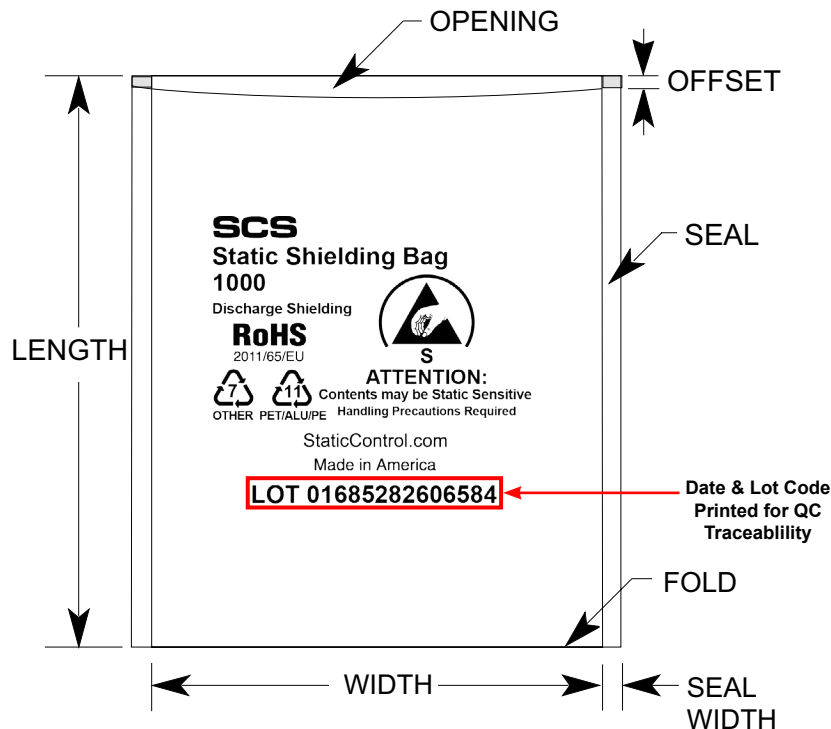 OPENING
OFFSET
SEAL
SCS
Static Shielding Bag
1000
Discharge Shielding
RoHS
2011/65/EU
S
LENGTH
ATTENTION:
7
11
Contents may be Static Sensitive
OTHER PET/ALU/PE
Handling Precautions Required
StaticControl.com
Made in America
LOT 01685282606584
Date & Lot Code
Printed for QC
Traceablility
FOLD
WIDTH
SEAL
WIDTH